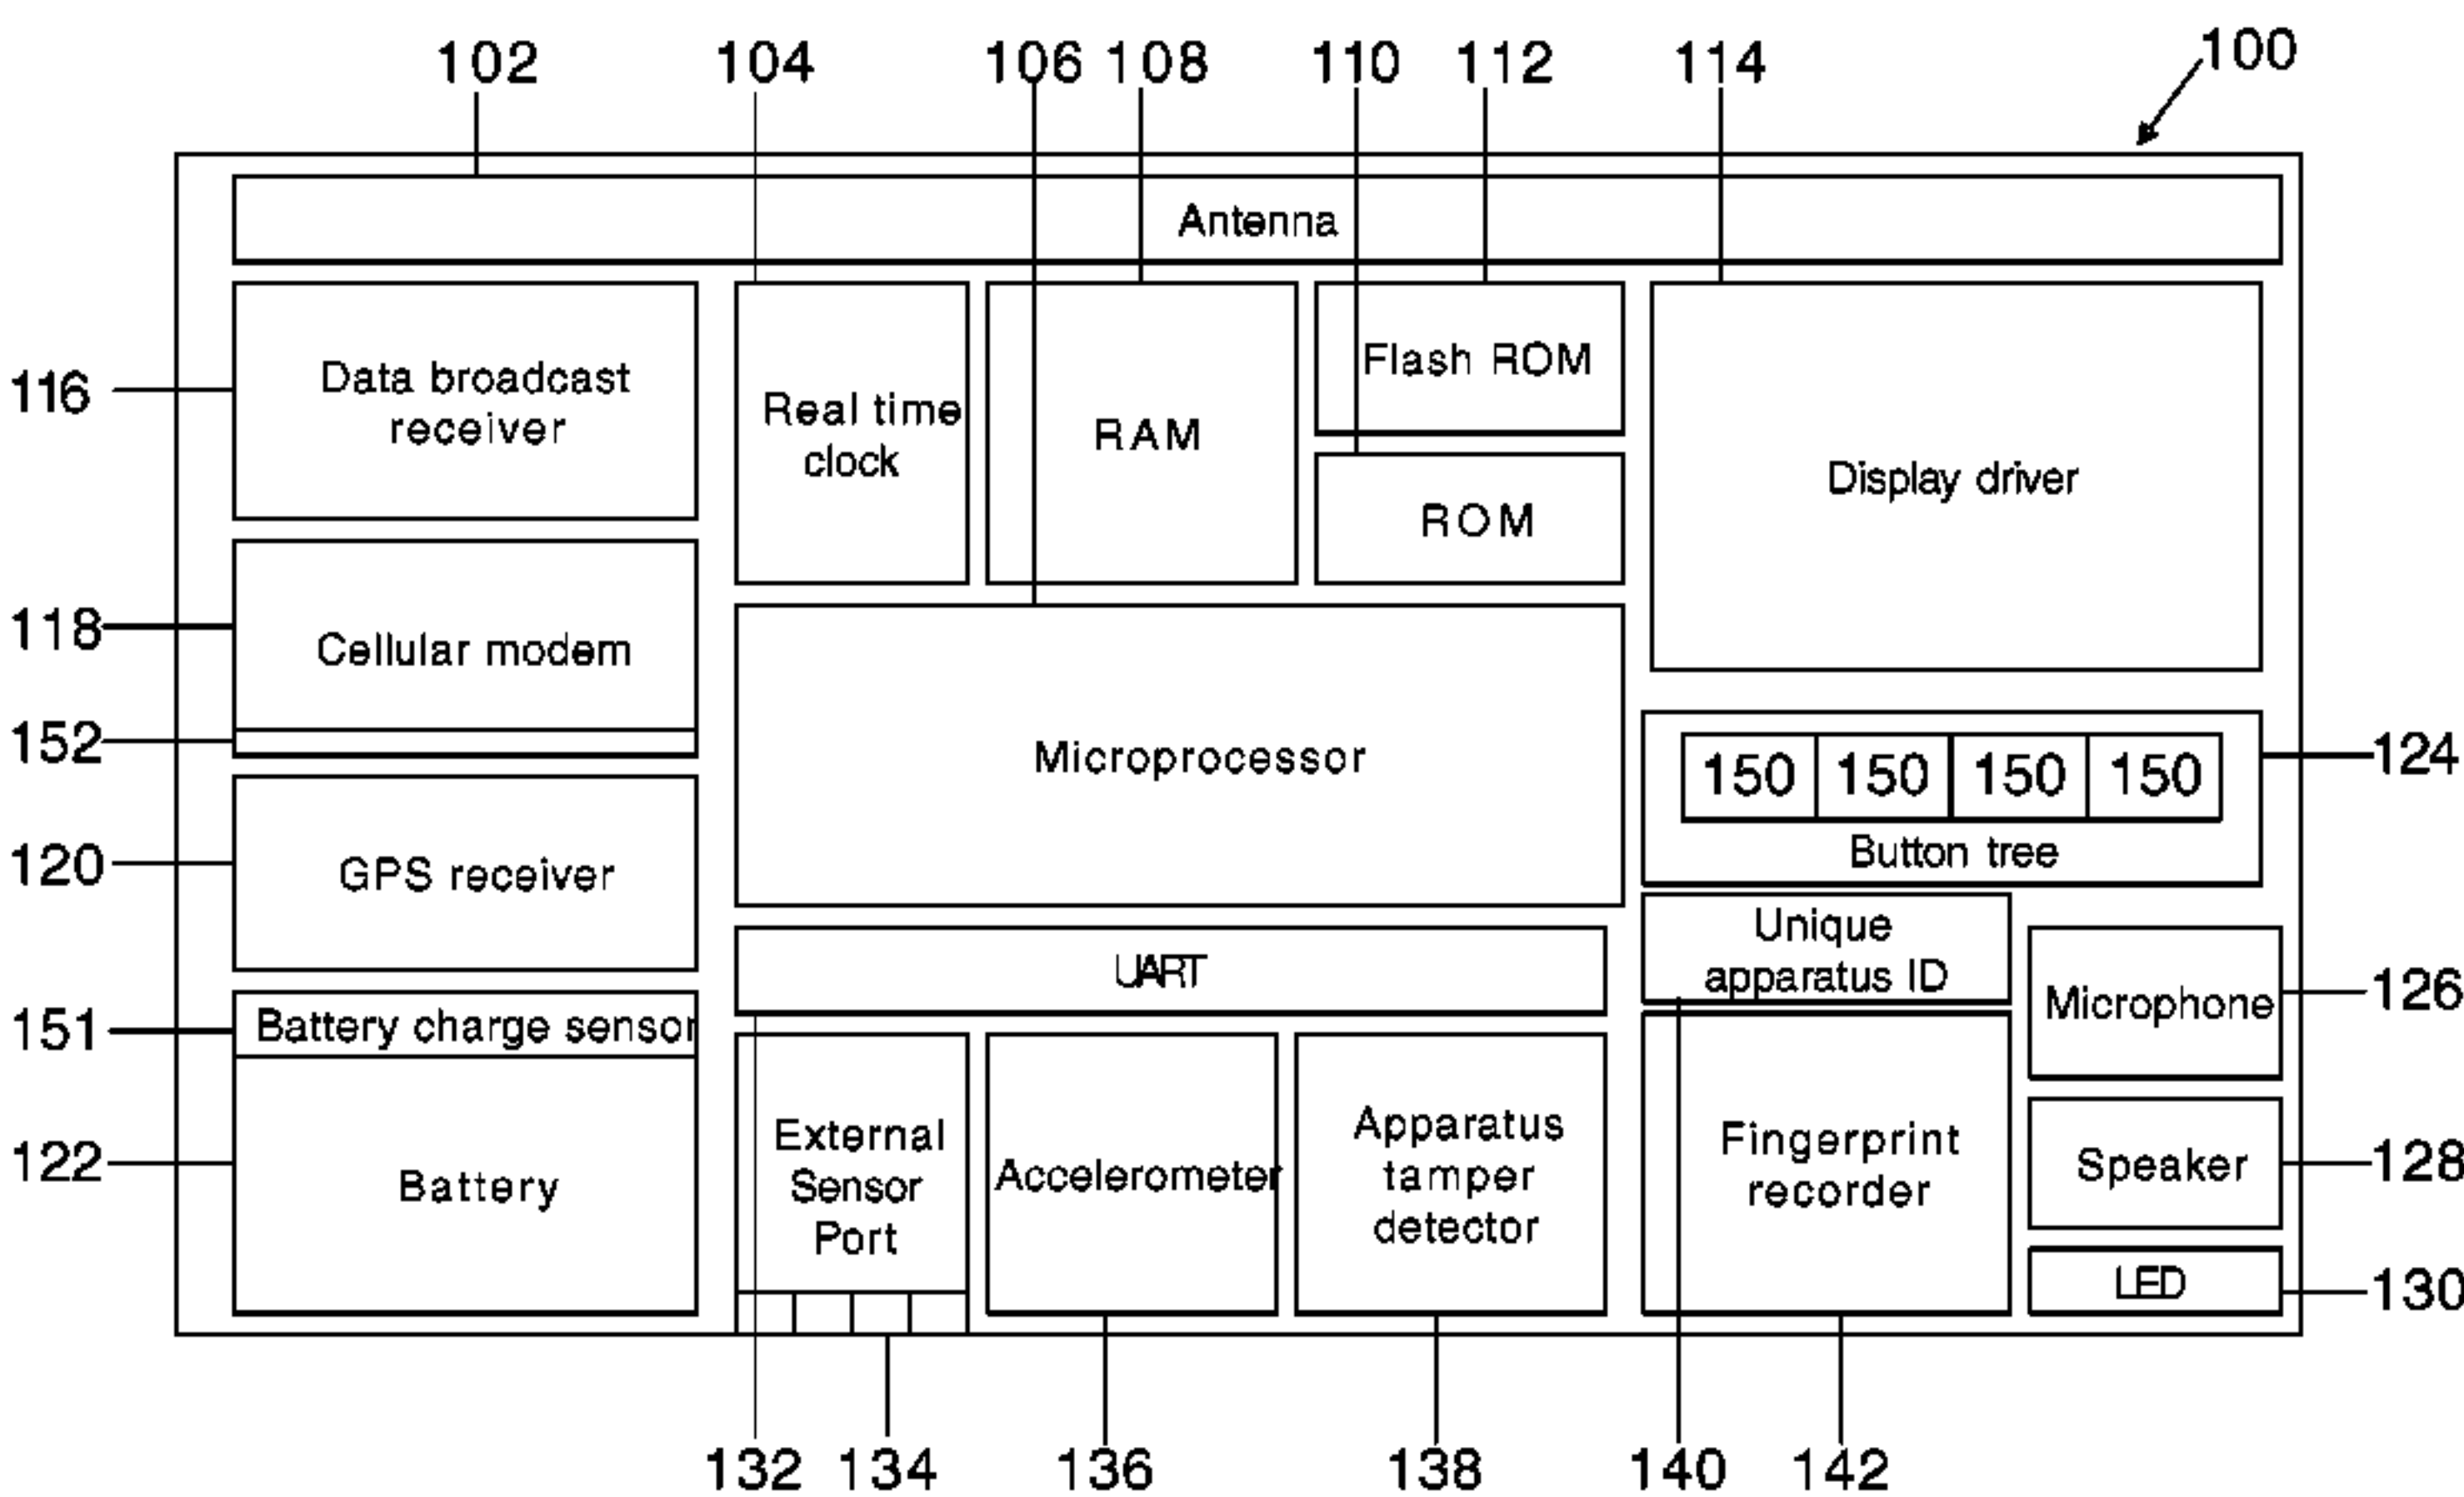 102 104 106 108 110 112 114 100
Antenna
116
Data broadcast
receiver
Real time
clock
RAM
Flash ROM
ROM
Display driver
118
Cellular modem
152
Microprocessor
150 150 150 150
Button tree
124
120
GPS receiver
UART
Unique
apparatus ID
Microphone
126
151
Battery charge sensor
122
Battery
External
Sensor
Port
Accelerometer
Apparatus
tamper
detector
Fingerprint
recorder
Speaker
128
LED
130
132 134 136 138 140 142